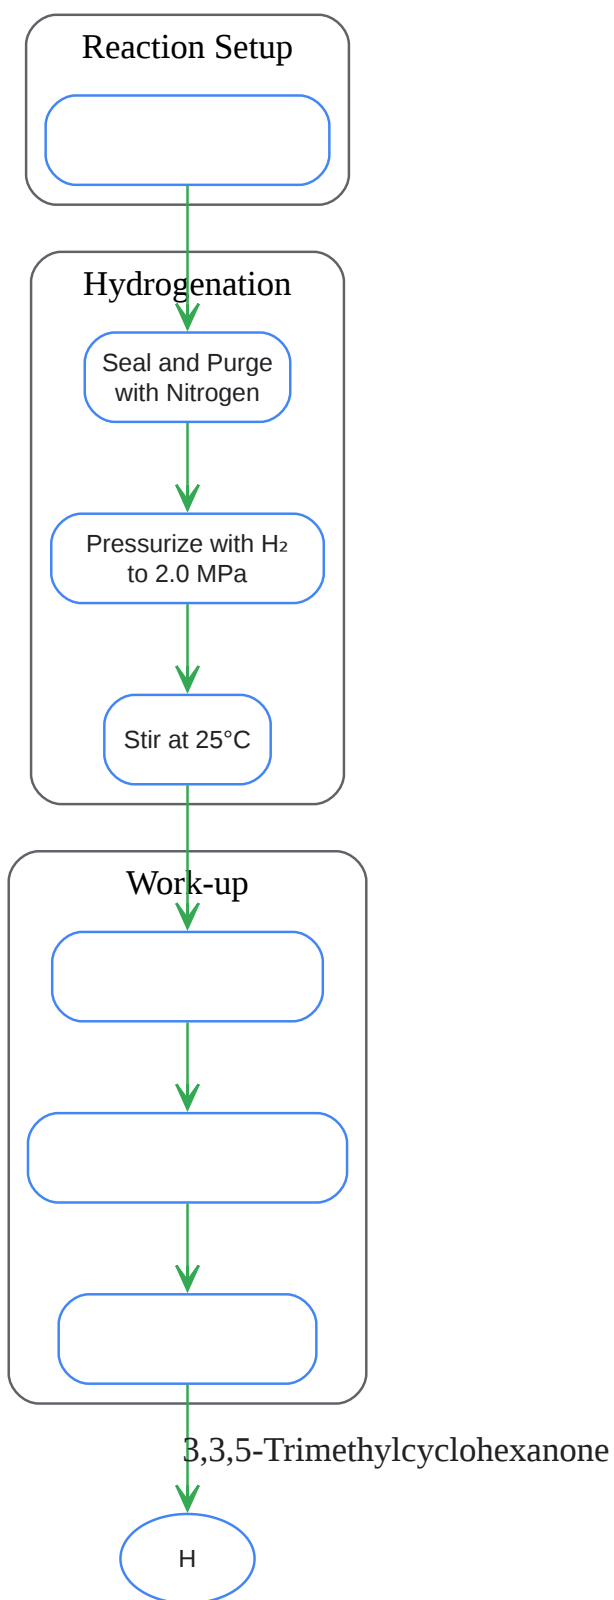 Reaction Setup
Hydrogenation
Seal and Purge
with Nitrogen
Pressurize with H₂
to 2.0 MPa
Stir at 25°C
Work-up
3,3,5-Trimethylcyclohexanone
H